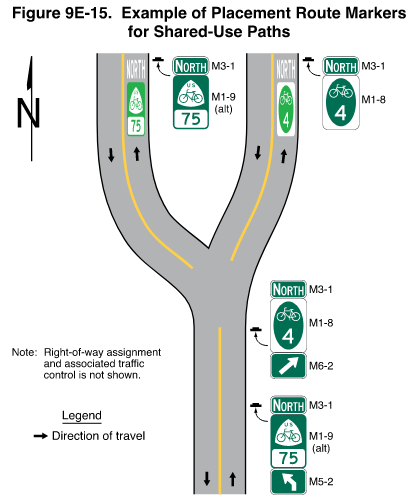 Figure 9E-15. Example of Placement Route Markers
for Shared-Use Paths
NORTH
US
75
NORTH M3-1
US
75
M1-9
(alt)
NORTH
4
NORTH M3-1
4
M1-8
N
NORTH M3-1
4
M1-8
M6-2
Note: Right-of-way assignment
and associated traffic
control is not shown.
Legend
Direction of travel
NORTH M3-1
US
75
M1-9
(alt)
M5-2